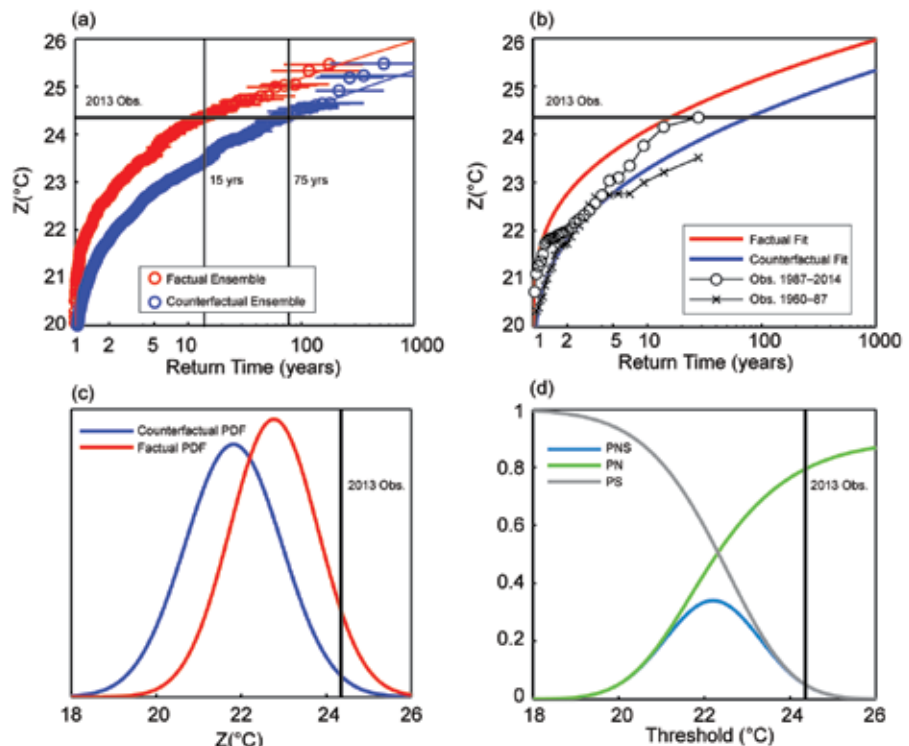 (a)
26
25
24
23
22
21
20
Z(°C)
2013 Obs.
15 yrs
75 yrs
Factual Ensemble
Counterfactual Ensemble
1 2 5 10 100 1000
Return Time (years)
(b)
26
25
24
23
22
21
20
Z(°C)
2013 Obs.
Factual Fit
Counterfactual Fit
Obs. 1987–2014
Obs. 1960–87
1 2 5 10 100 1000
Return Time (years)
(c)
Counterfactual PDF
Factual PDF
2013 Obs.
18 20 22 24 26
Z(°C)
(d)
1
0.8
0.6
0.4
0.2
0
PNS
PN
PS
2013 Obs.
18 20 22 24 26
Threshold (°C)